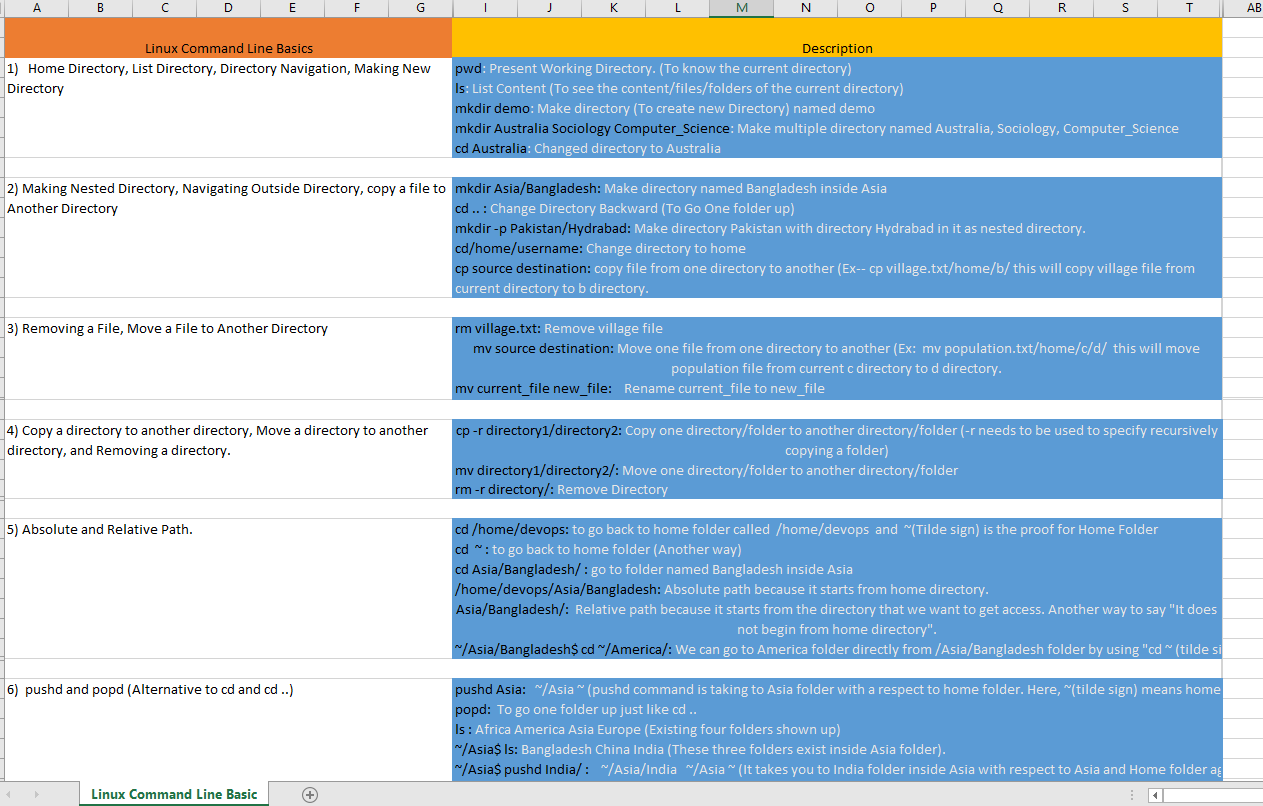 A B C D E F G I J K L M N O P Q R S T AB
Linux Command Line Basics
Description
1) Home Directory, List Directory, Directory Navigation, Making New
Directory
pwd: Present Working Directory. (To know the current directory)
ls: List Content (To see the content/files/folders of the current directory)
mkdir demo: Make directory (To create new Directory) named demo
mkdir Australia Sociology Computer_Science: Make multiple directory named Australia, Sociology, Computer_Science
cd Australia: Changed directory to Australia
2) Making Nested Directory, Navigating Outside Directory, copy a file to
Another Directory
mkdir Asia/Bangladesh: Make directory named Bangladesh inside Asia
cd .. : Change Directory Backward (To Go One folder up)
mkdir -p Pakistan/Hydrabad: Make directory Pakistan with directory Hydrabad in it as nested directory.
cd/home/username: Change directory to home
cp source destination: copy file from one directory to another (Ex-- cp village.txt/home/b/ this will copy village file from
current directory to b directory.
3) Removing a File, Move a File to Another Directory
rm village.txt: Remove village file
mv source destination: Move one file from one directory to another (Ex: mv population.txt/home/c/d/ this will move
population file from current c directory to d directory.
mv current_file new_file: Rename current_file to new_file
4) Copy a directory to another directory, Move a directory to another
directory, and Removing a directory.
cp -r directory1/directory2: Copy one directory/folder to another directory/folder (-r needs to be used to specify recursively
copying a folder)
mv directory1/directory2/: Move one directory/folder to another directory/folder
rm -r directory/: Remove Directory
5) Absolute and Relative Path.
cd /home/devops: to go back to home folder called /home/devops and ~(Tilde sign) is the proof for Home Folder
cd ~ : to go back to home folder (Another way)
cd Asia/Bangladesh/ : go to folder named Bangladesh inside Asia
/home/devops/Asia/Bangladesh: Absolute path because it starts from home directory.
Asia/Bangladesh/: Relative path because it starts from the directory that we want to get access. Another way to say "It does
not begin from home directory".
~/Asia/Bangladesh$ cd ~/America/: We can go to America folder directly from /Asia/Bangladesh folder by using "cd ~ (tilde si
6) pushd and popd (Alternative to cd and cd ..)
pushd Asia: ~/Asia ~ (pushd command is taking to Asia folder with a respect to home folder. Here, ~(tilde sign) means home
popd: To go one folder up just like cd ..
ls : Africa America Asia Europe (Existing four folders shown up)
~/Asia$ ls: Bangladesh China India (These three folders exist inside Asia folder).
~/Asia$ pushd India/ : ~/Asia/India ~/Asia ~ (It takes you to India folder inside Asia with respect to Asia and Home folder ag
Linux Command Line Basic